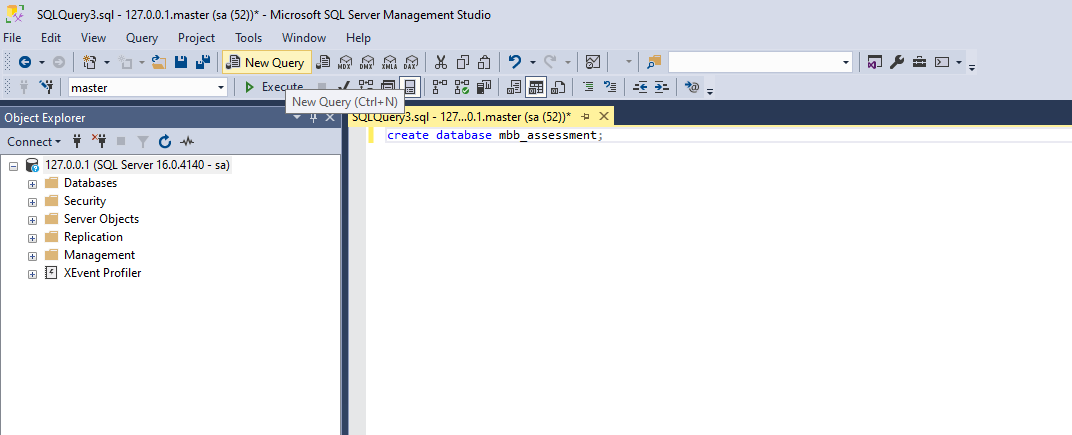 SQLQuery3.sql - 127.0.0.1.master (sa (52))* - Microsoft SQL Server Management Studio
File Edit View Query Project Tools Window Help
New Query MDX DMX XMLA DAX
master Execute
New Query (Ctrl+N)
Object Explorer
SQLQuery3.sql - 127...0.1.master (sa (52))*
Connect
create database mbb_assessment;
127.0.0.1 (SQL Server 16.0.4140 - sa)
Databases
Security
Server Objects
Replication
Management
XEvent Profiler